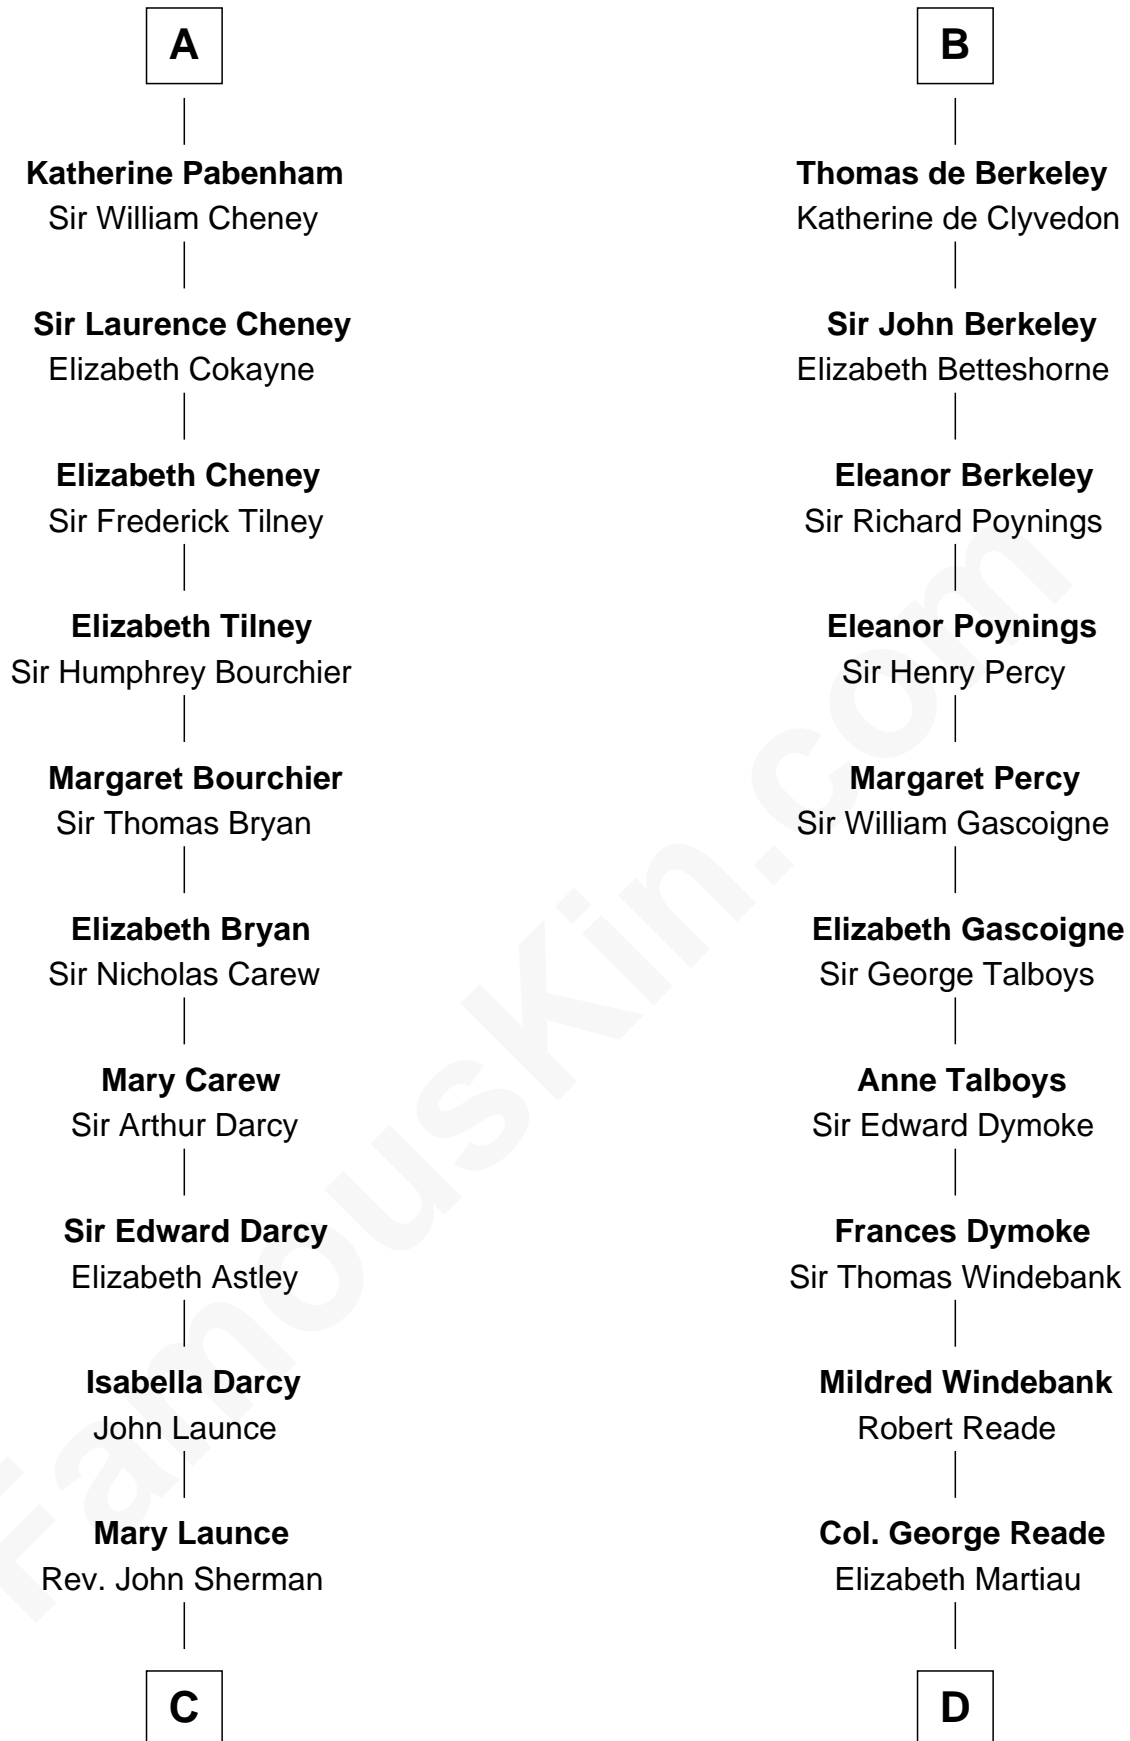 A
Katherine Pabenham
Sir William Cheney
Sir Laurence Cheney
Elizabeth Cokayne
Elizabeth Cheney
Sir Frederick Tilney
Elizabeth Tilney
Sir Humphrey Bourchier
Margaret Bourchier
Sir Thomas Bryan
Elizabeth Bryan
Sir Nicholas Carew
Mary Carew
Sir Arthur Darcy
Sir Edward Darcy
Elizabeth Astley
Isabella Darcy
John Launce
Mary Launce
Rev. John Sherman
C
B
Thomas de Berkeley
Katherine de Clyvedon
Sir John Berkeley
Elizabeth Betteshorne
Eleanor Berkeley
Sir Richard Poynings
Eleanor Poynings
Sir Henry Percy
Margaret Percy
Sir William Gascoigne
Elizabeth Gascoigne
Sir George Talboys
Anne Talboys
Sir Edward Dymoke
Frances Dymoke
Sir Thomas Windebank
Mildred Windebank
Robert Reade
Col. George Reade
Elizabeth Martiau
D
FamousKin.com